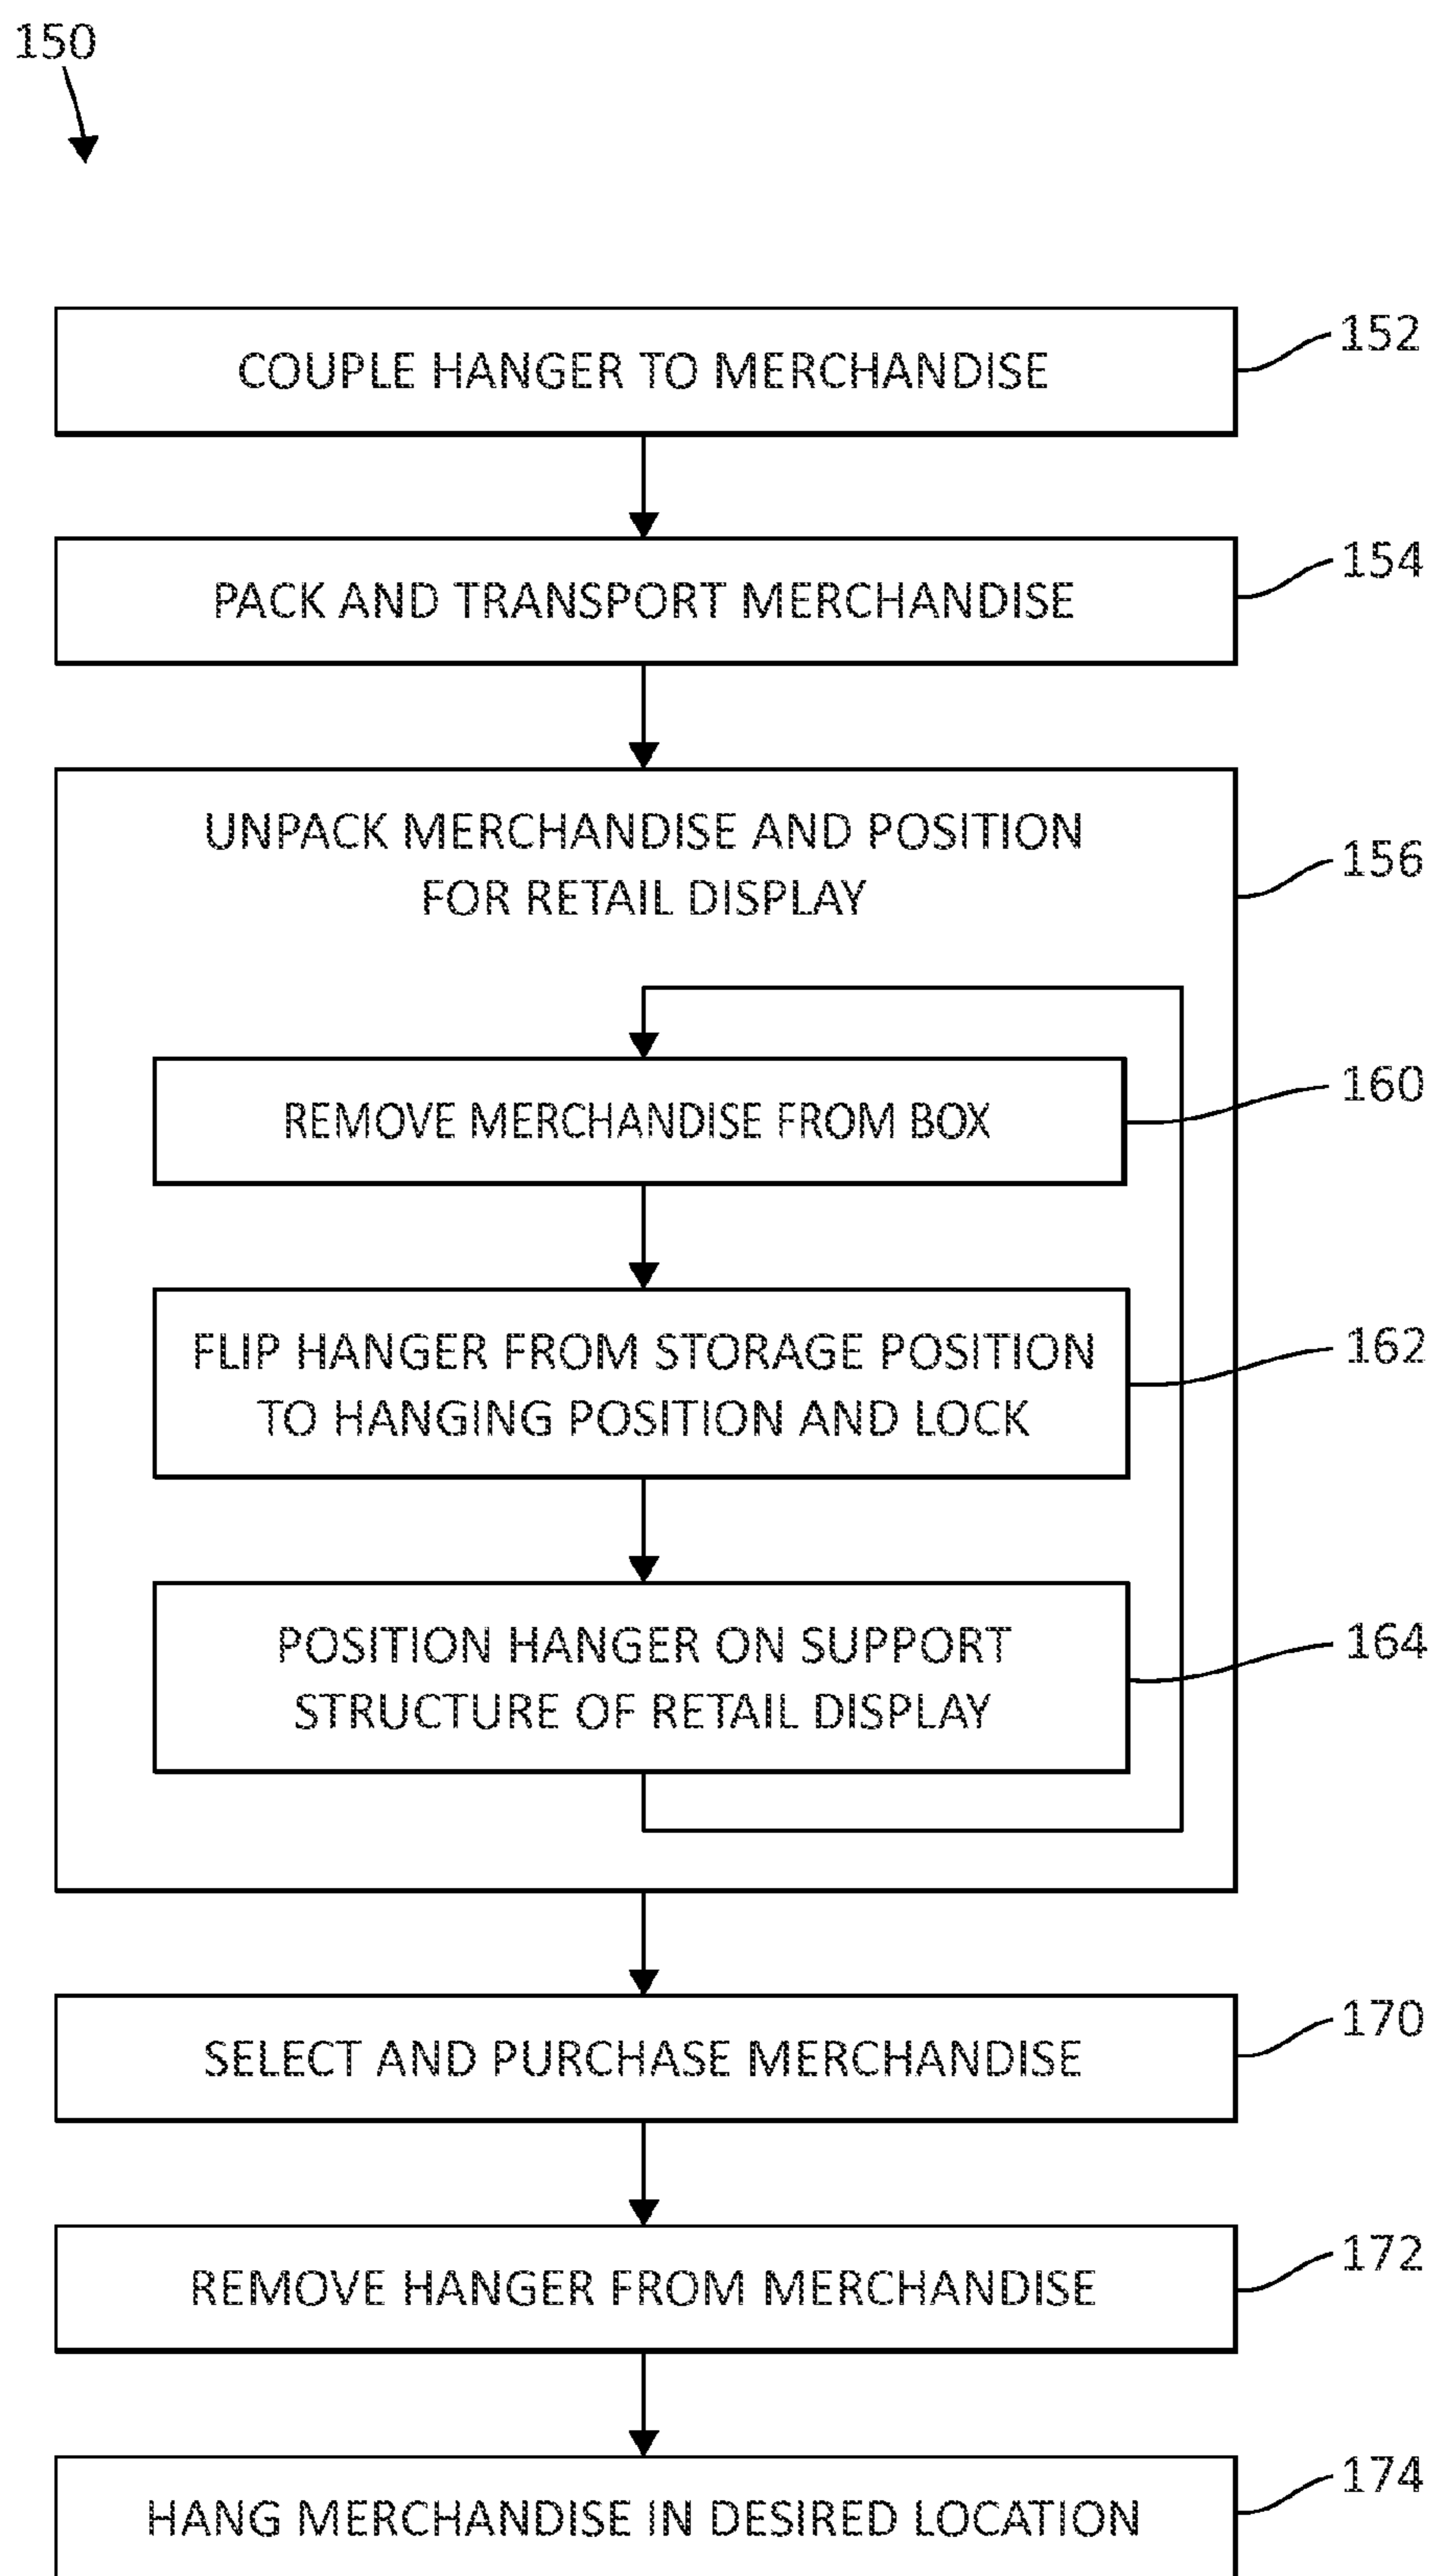 150
COUPLE HANGER TO MERCHANDISE
152
PACK AND TRANSPORT MERCHANDISE
154
UNPACK MERCHANDISE AND POSITION
FOR RETAIL DISPLAY
156
REMOVE MERCHANDISE FROM BOX
160
FLIP HANGER FROM STORAGE POSITION
TO HANGING POSITION AND LOCK
162
POSITION HANGER ON SUPPORT
STRUCTURE OF RETAIL DISPLAY
164
SELECT AND PURCHASE MERCHANDISE
170
REMOVE HANGER FROM MERCHANDISE
172
HANG MERCHANDISE IN DESIRED LOCATION
174